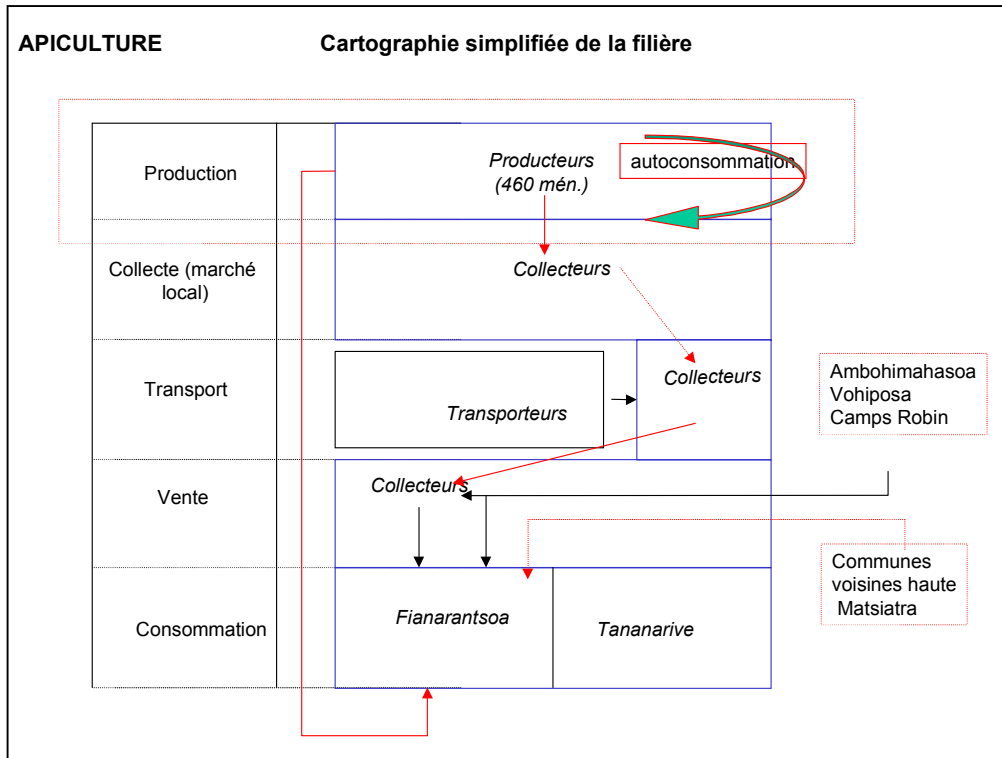 APICULTURE Cartographie simplifiée de la filière
Production
Producteurs
(460 mén.)
autoconsommation
Collecte (marché
local)
Collecteurs
Transport
Transporteurs
Collecteurs
Ambohimahasoa
Vohiposa
Camps Robin
Vente
Collecteurs
Communes
voisines haute
Matsiatra
Consommation
Fianarantsoa
Tananarive